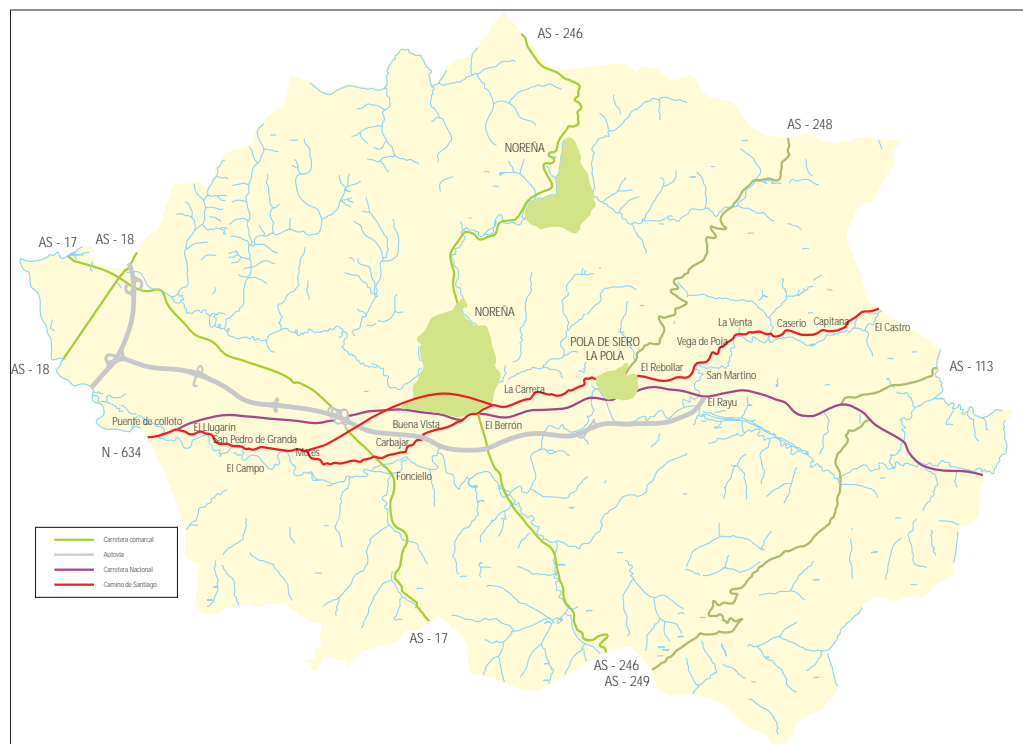 AS - 246
AS - 248
NOREÑA
AS - 17
AS - 18
NOREÑA
La Venta
Caserio
Capitana
El Castro
POLA DE SIERO
LA POLA
Vega de Poja
El Rebollar
San Martino
AS - 113
AS - 18
La Carrera
El Rayu
Puente de colloto
El Llugarín
Buena Vista
El Berrón
San Pedro de Granda
Carbajar
N - 634
Meres
El Campo
Fonciello
Carretera comarcal
Autovia
Carretera Nacional
Camino de Santiago
AS - 17
AS - 246
AS - 249